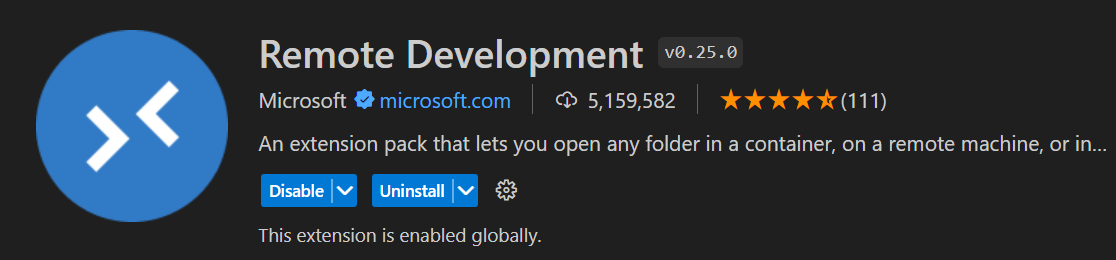 Remote Development v0.25.0
Microsoft microsoft.com 5,159,582 (111)
An extension pack that lets you open any folder in a container, on a remote machine, or in...
Disable Uninstall
This extension is enabled globally.